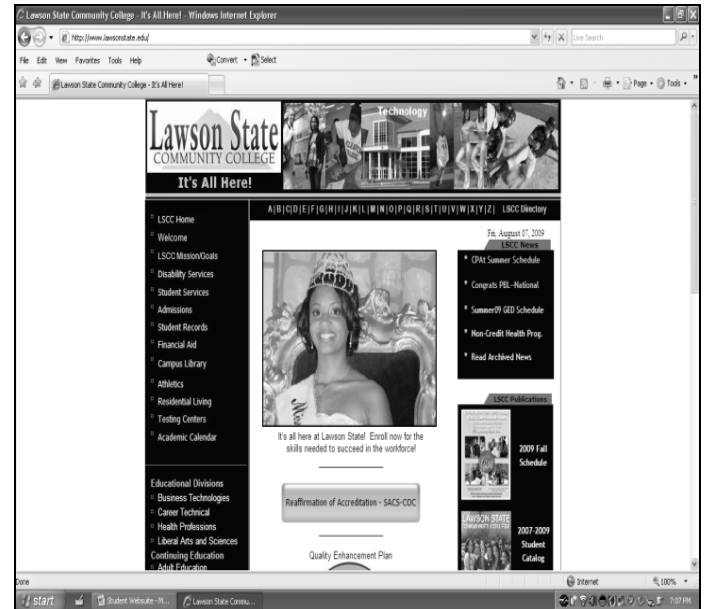 Lawson State Community College - It's All Here! - Windows Internet Explorer
http://www.lawsonstate.edu/
Live Search
File Edit View Favorites Tools Help
Convert Select
Lawson State Community College - It's All Here!
Page Tools
Lawson State
COMMUNITY COLLEGE
It's All Here!
Technology
A|B|C|D|E|F|G|H|I|J|K|L|M|N|O|P|Q|R|S|T|U|V|W|X|Y|Z| LSCC Directory
LSCC Home
Welcome
LSCC Mission/Goals
Disability Services
Student Services
Admissions
Student Records
Financial Aid
Campus Library
Athletics
Residential Living
Testing Centers
Academic Calendar
Educational Divisions
Business Technologies
Career Technical
Health Professions
Liberal Arts and Sciences
Continuing Education
Adult Education
Miss
It's all here at Lawson State! Enroll now for the
skills needed to succeed in the workforce!
Reaffirmation of Accreditation - SACS-COC
Quality Enhancement Plan
Fri, August 07, 2009
LSCC News
* CPAt Summer Schedule
* Congrats PBL-National
* Summer09 GED Schedule
* Non-Credit Health Prog.
* Read Archived News
LSCC Publications
2009 Fall
Schedule
LAWSON STATE
2007-2009
Student
Catalog
Done
Internet
100%
start
Student Website - M...
Lawson State Commu...
7:07 PM